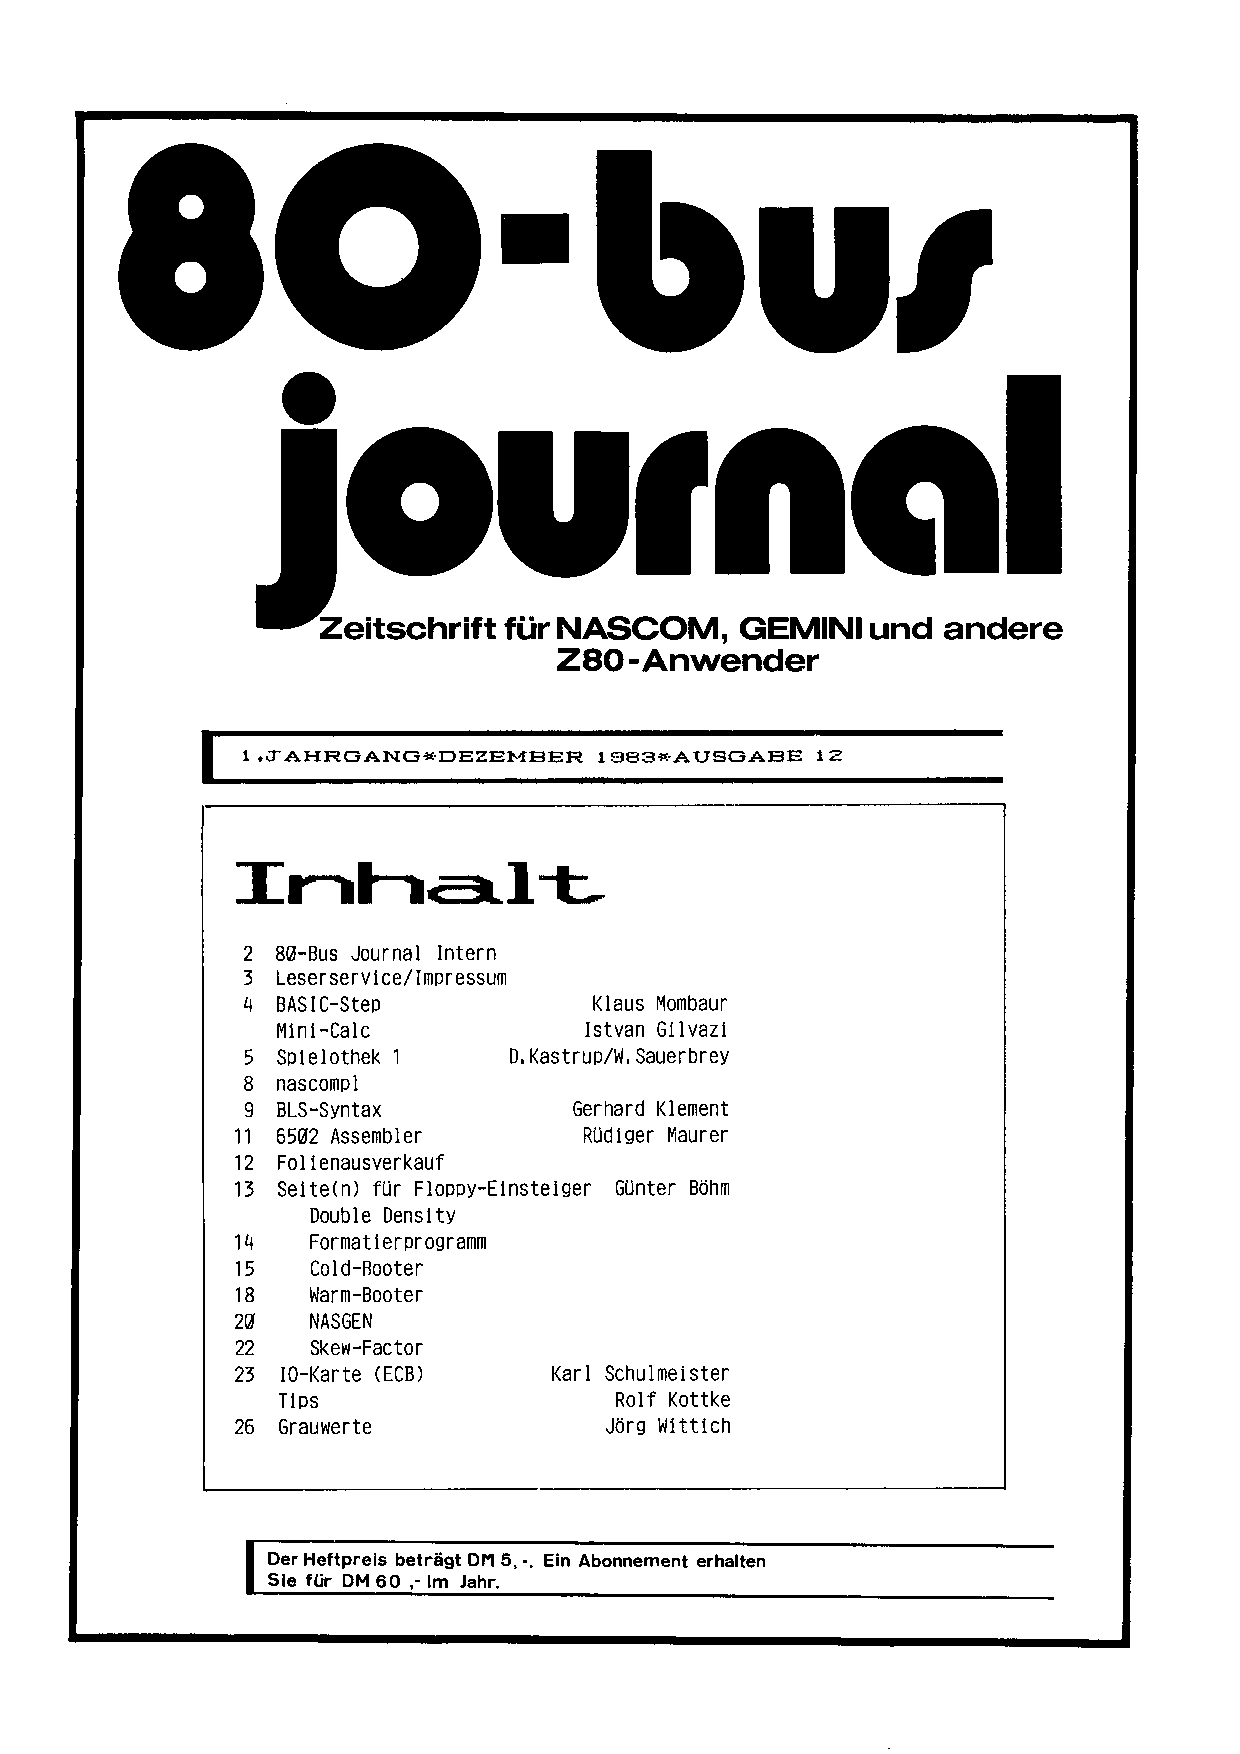 80-bus
journal
Zeitschrift für NASCOM, GEMINI und andere
Z80-Anwender
1.JAHRGANG*DEZEMBER 1983*AUSGABE 12
Inhalt
2 80-Bus Journal Intern
3 Leserservice/Impressum
4 BASIC-Step Klaus Mombaur
Mini-Calc Istvan Gilvazi
5 Spielothek 1 D.Kastrup/W.Sauerbrey
8 nascompl
9 BLS-Syntax Gerhard Klement
11 6502 Assembler Rüdiger Maurer
12 Folienausverkauf
13 Seite(n) für Floppy-Einsteiger Günter Böhm
Double Density
14 Formatierprogramm
15 Cold-Booter
18 Warm-Booter
20 NASGEN
22 Skew-Factor
23 IO-Karte (ECB) Karl Schulmeister
Tips Rolf Kottke
26 Grauwerte Jörg Wittich
Der Heftpreis beträgt DM 5,-. Ein Abonnement erhalten
Sie für DM 60 ,- im Jahr.